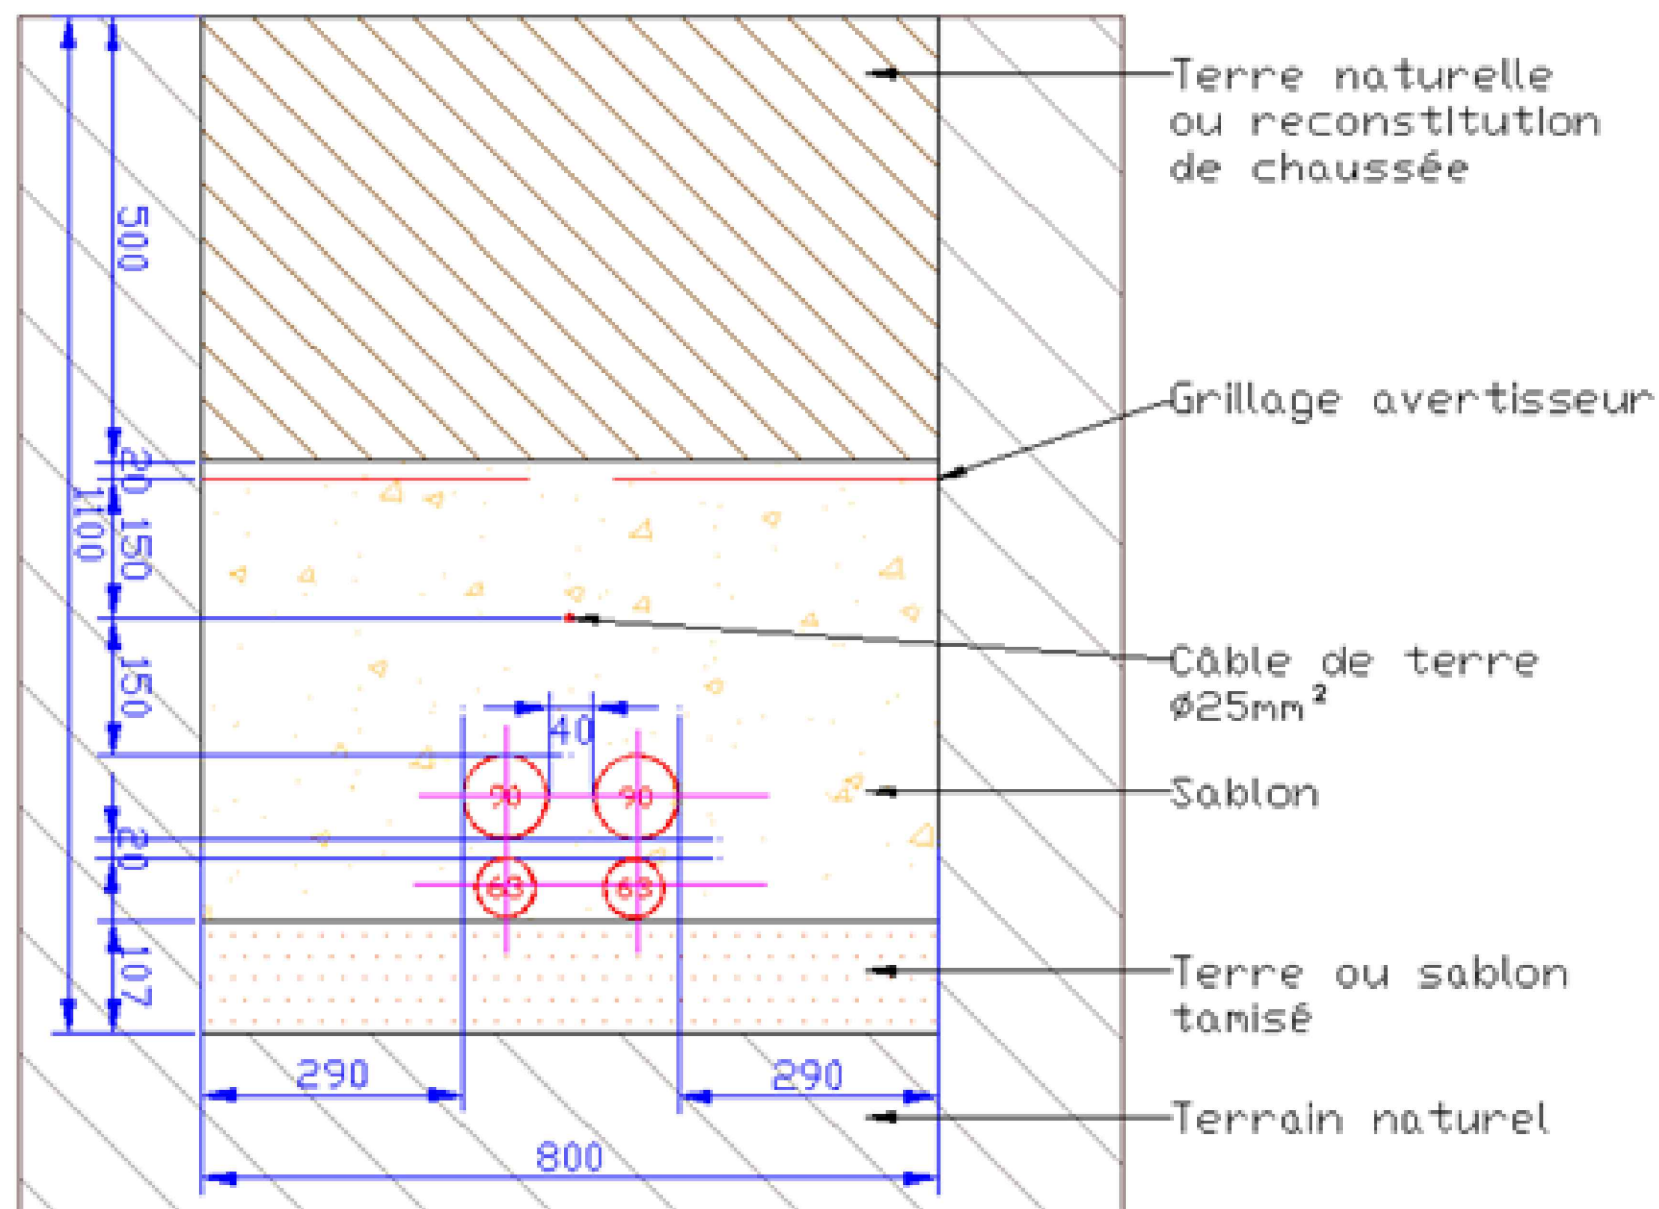 Terre naturelle
ou reconstitution
de chaussée
500
Grillage avertisseur
20
1100
150
Câble de terre
ø25mm²
150
40
90 90
Sablon
20
63 63
107
Terre ou sablon
tamisé
290 290
Terrain naturel
800